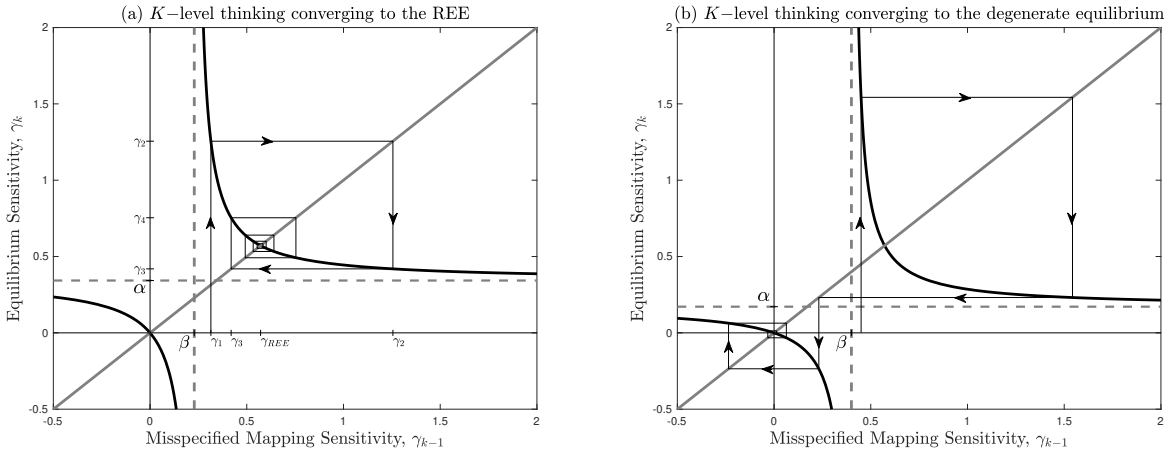 (a) K−level thinking converging to the REE
2
1.5
1
0.5
0
-0.5
-0.5
0
0.5
1
1.5
2
γ₂
γ₄
γ₃
α
β
γ₁
γ₃
γ_REE
γ₂
Equilibrium Sensitivity, γₖ
Misspecified Mapping Sensitivity, γₖ₋₁
(b) K−level thinking converging to the degenerate equilibrium
2
1.5
1
0.5
0
-0.5
-0.5
0
0.5
1
1.5
2
α
β
Equilibrium Sensitivity, γₖ
Misspecified Mapping Sensitivity, γₖ₋₁